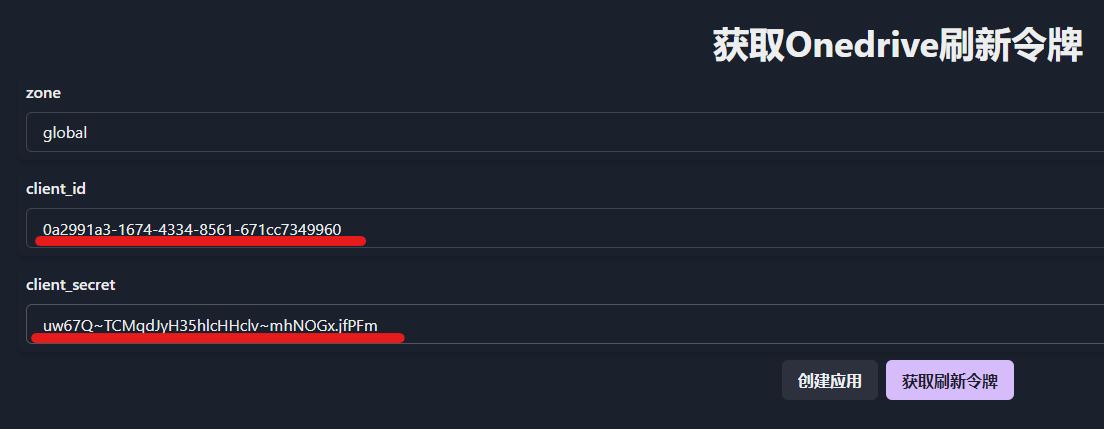 获取Onedrive刷新令牌
zone
global
client_id
0a2991a3-1674-4334-8561-671cc7349960
client_secret
uw67Q~TCMqdJyH35hlcHHclv~mhNOGx.jfPFm
创建应用 获取刷新令牌